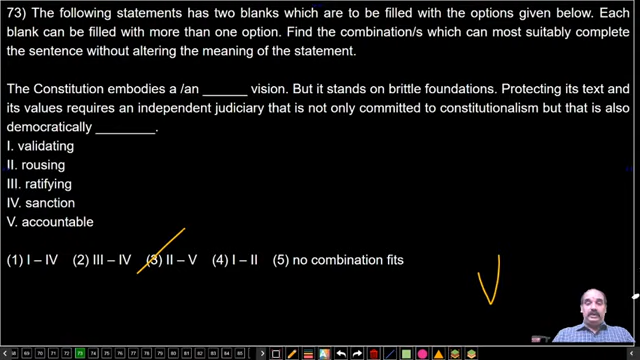 73) The following statements has two blanks which are to be filled with the options given below. Each
blank can be filled with more than one option. Find the combination/s which can most suitably complete
the sentence without altering the meaning of the statement.
The Constitution embodies a /an ______ vision. But it stands on brittle foundations. Protecting its text and
its values requires an independent judiciary that is not only committed to constitutionalism but that is also
democratically ________.
I. validating
II. rousing
III. ratifying
IV. sanction
V. accountable
(1) I – IV (2) III – IV (3) II – V (4) I – II (5) no combination fits